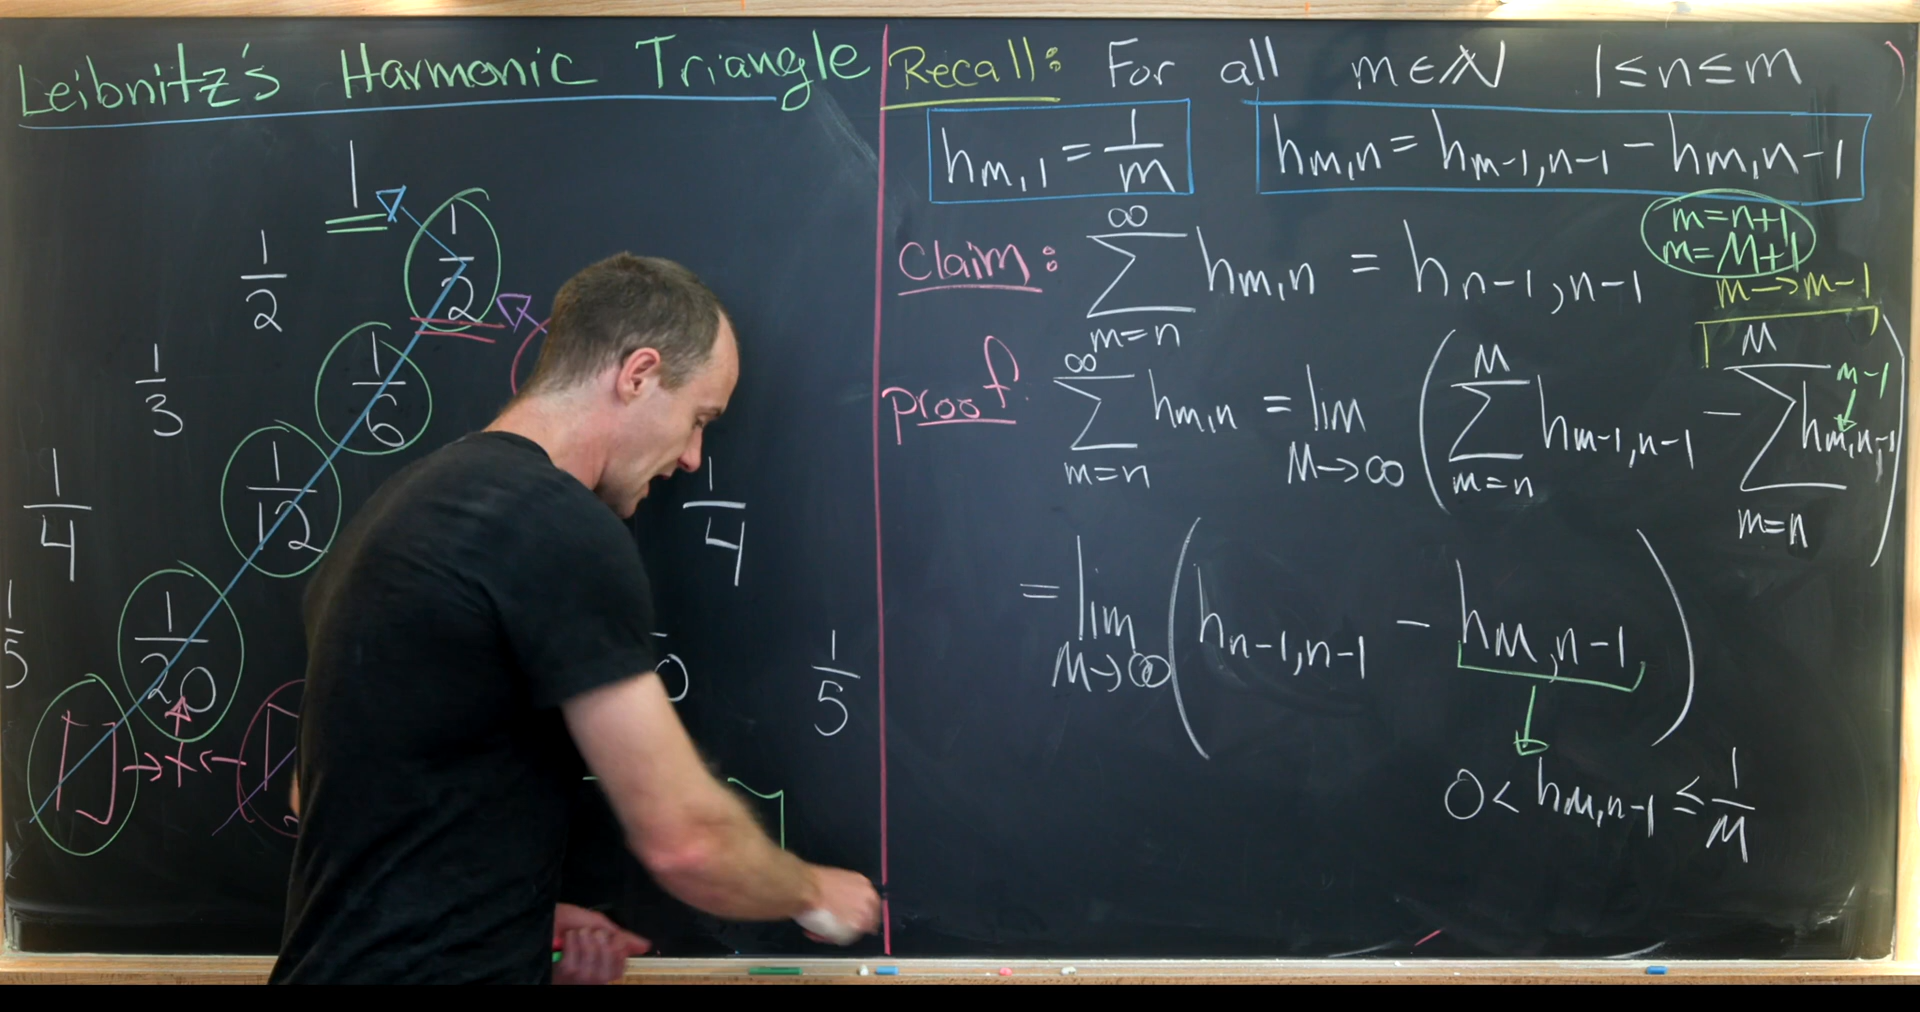 Leibnitz's Harmonic Triangle
1
1/2 1/2
1/3 1/6
1/4 1/12 1/4
1/5 1/20 1/5
Recall: For all m∈ℕ 1≤n≤m
h_{m,1} = 1/m
h_{m,n} = h_{m-1,n-1} - h_{m,n-1}
m=n+1
m=M+1
m→m-1
Claim: ∑_{m=n}^{∞} h_{m,n} = h_{n-1,n-1}
Proof ∑_{m=n}^{∞} h_{m,n} = lim_{M→∞} ( ∑_{m=n}^{M} h_{m-1,n-1} - ∑_{m=n}^{M} h_{m,n-1} )
m-1
= lim_{M→∞} ( h_{n-1,n-1} - h_{M,n-1} )
0 < h_{M,n-1} ≤ 1/M